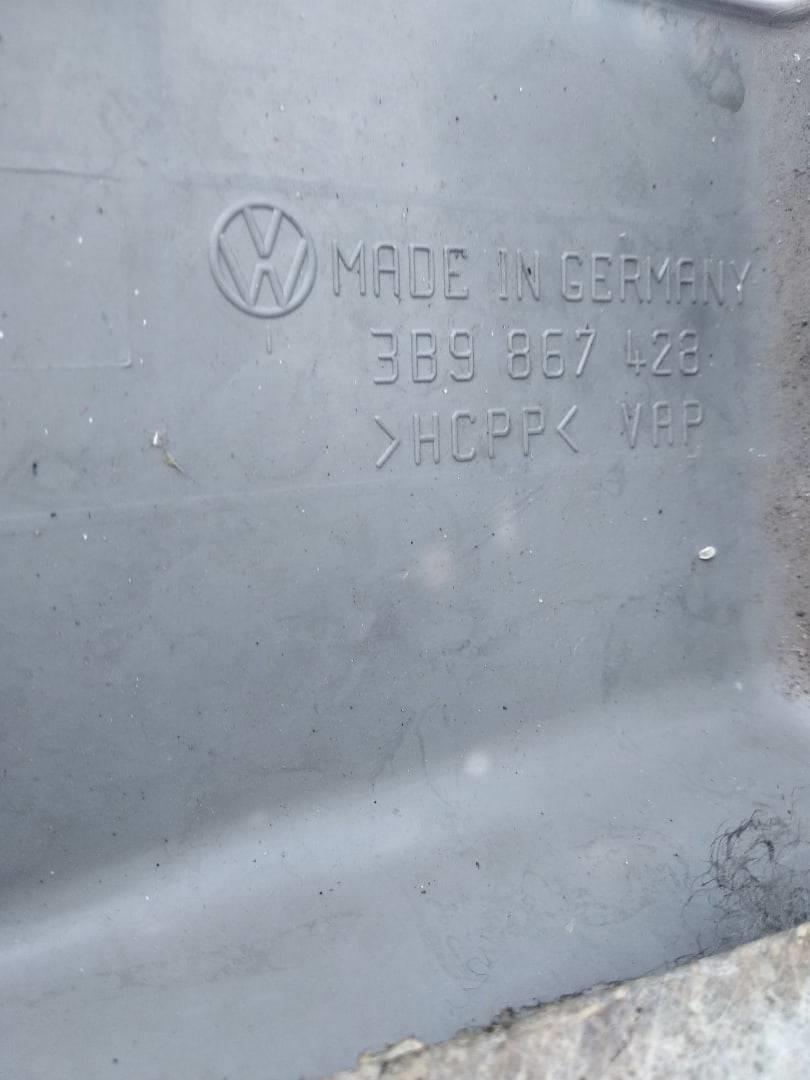 MADE IN GERMANY
3B9 867 428
>HCPP< VAP